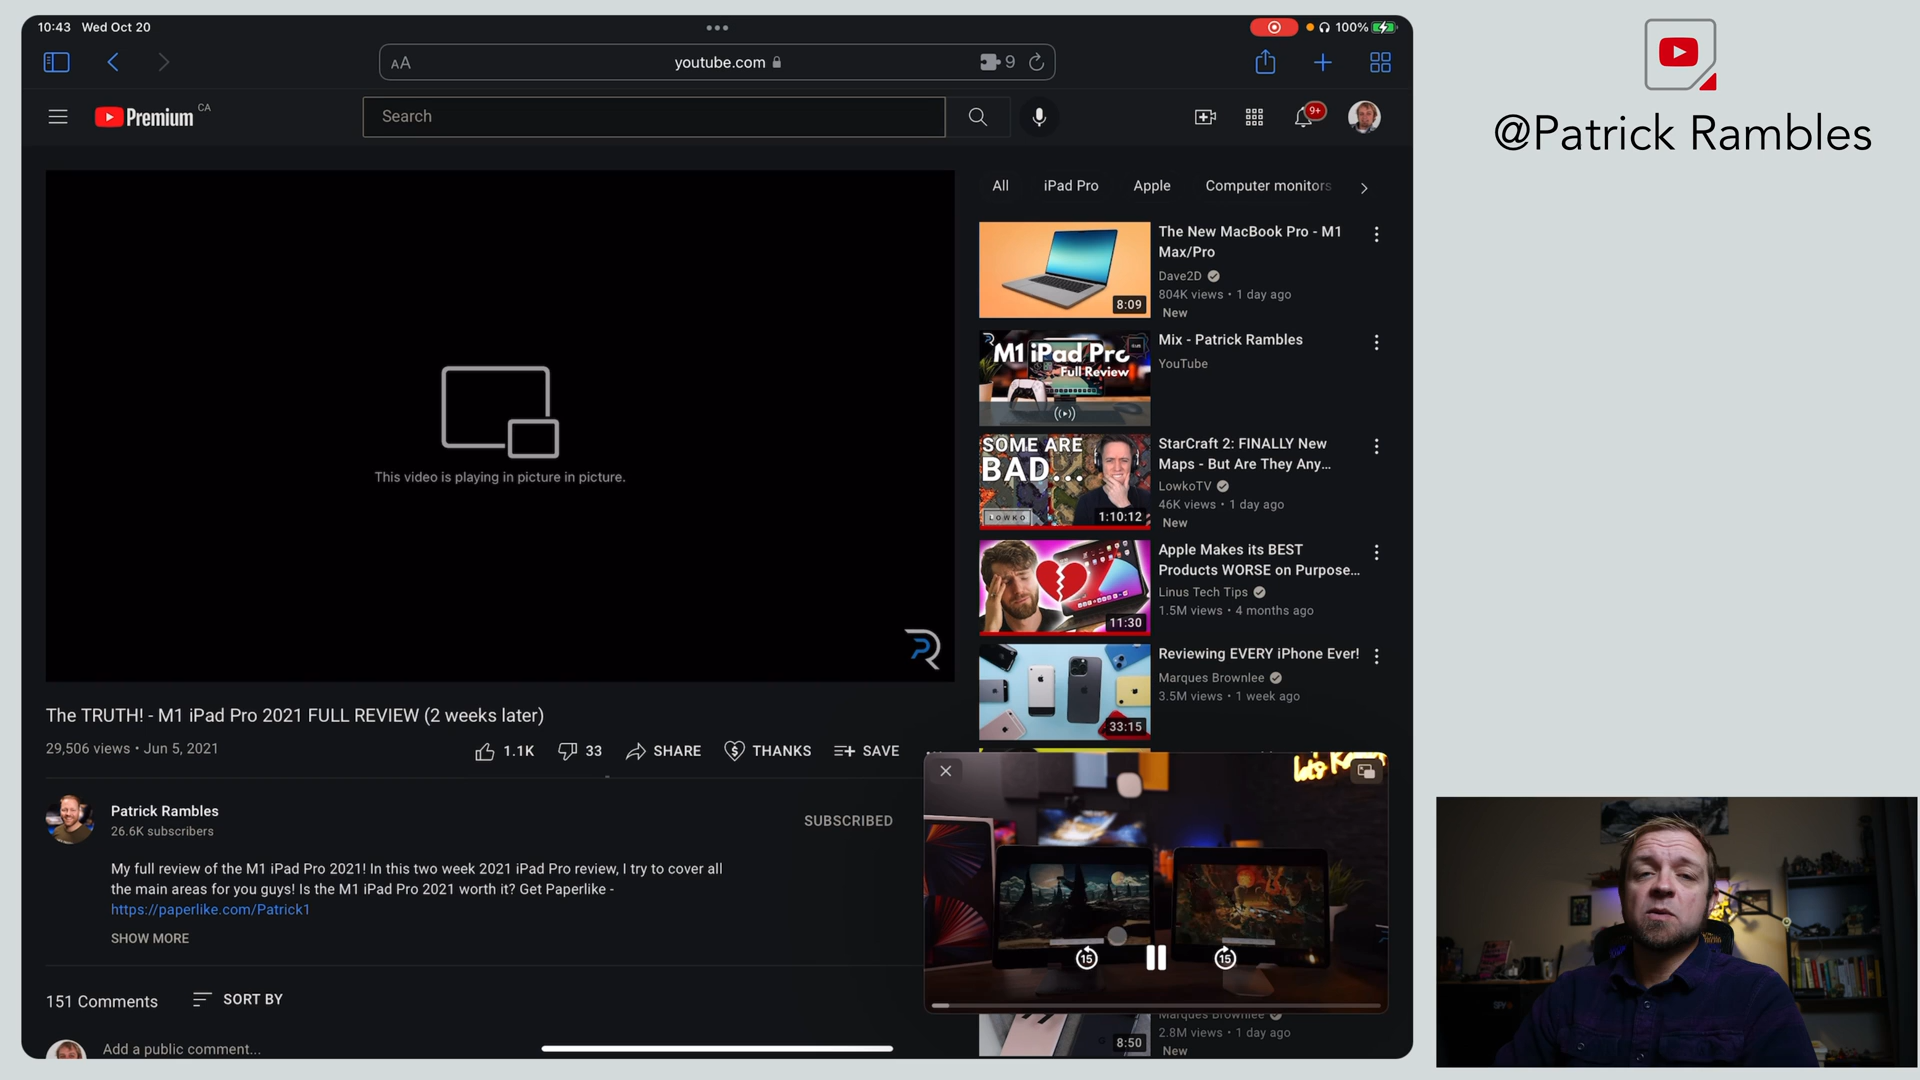 10:43 Wed Oct 20
100%
AA
youtube.com
9
Premium CA
Search
9+
@Patrick Rambles
All
iPad Pro
Apple
Computer monitors
The New MacBook Pro - M1
Max/Pro
Dave2D
804K views • 1 day ago
New
8:09
Mix - Patrick Rambles
YouTube
M1 iPad Pro
Full Review
StarCraft 2: FINALLY New
Maps - But Are They Any...
LowkoTV
46K views • 1 day ago
New
SOME ARE
BAD...
LOWKO
1:10:12
Apple Makes its BEST
Products WORSE on Purpose...
Linus Tech Tips
1.5M views • 4 months ago
11:30
Reviewing EVERY iPhone Ever!
Marques Brownlee
3.5M views • 1 week ago
33:15
This video is playing in picture in picture.
The TRUTH! - M1 iPad Pro 2021 FULL REVIEW (2 weeks later)
29,506 views • Jun 5, 2021
1.1K
33
SHARE
THANKS
SAVE
Patrick Rambles
26.6K subscribers
SUBSCRIBED
My full review of the M1 iPad Pro 2021! In this two week 2021 iPad Pro review, I try to cover all
the main areas for you guys! Is the M1 iPad Pro 2021 worth it? Get Paperlike -
https://paperlike.com/Patrick1
SHOW MORE
151 Comments
SORT BY
Add a public comment...
let's
15
15
Marques Brownlee
2.8M views • 1 day ago
New
8:50